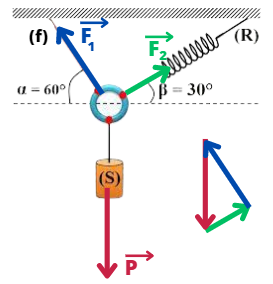 (f) F₁ (R)
F₂
α = 60° β = 30°
(S)
P